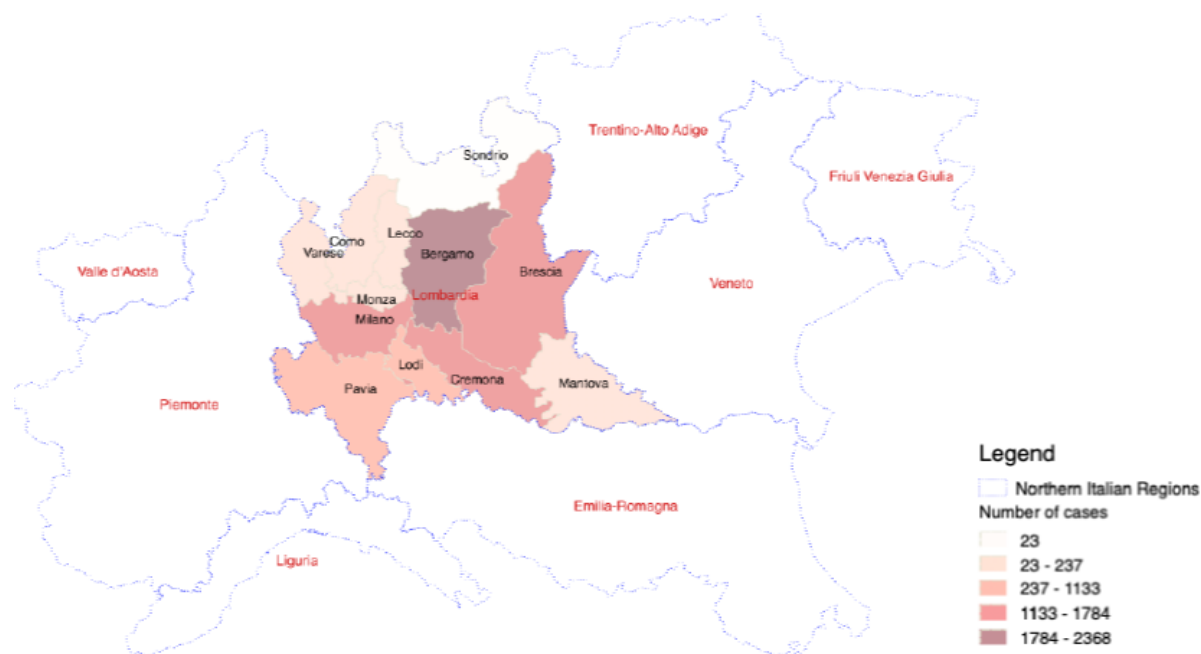 Trentino-Alto Adige
Sondrio
Friuli Venezia Giulia
Lecco
Como
Varese
Bergamo
Valle d'Aosta
Brescia
Veneto
Monza
Lombardia
Milano
Lodi
Cremona
Mantova
Pavia
Piemonte
Emilia-Romagna
Liguria
Legend
Northern Italian Regions
Number of cases
23
23 - 237
237 - 1133
1133 - 1784
1784 - 2368